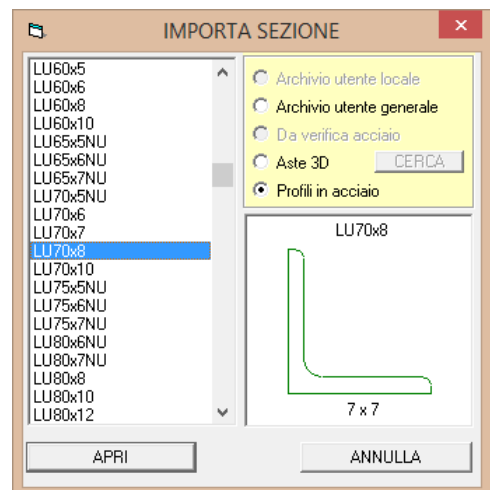 IMPORTA SEZIONE
LU60x5
LU60x6
LU60x8
LU60x10
LU65x5NU
LU65x6NU
LU65x7NU
LU70x5NU
LU70x6
LU70x7
LU70x8
LU70x10
LU75x5NU
LU75x6NU
LU75x7NU
LU80x6NU
LU80x7NU
LU80x8
LU80x10
LU80x12
Archivio utente locale
Archivio utente generale
Da verifica acciaio
Aste 3D CERCA
Profili in acciaio
LU70x8
7 x 7
APRI ANNULLA